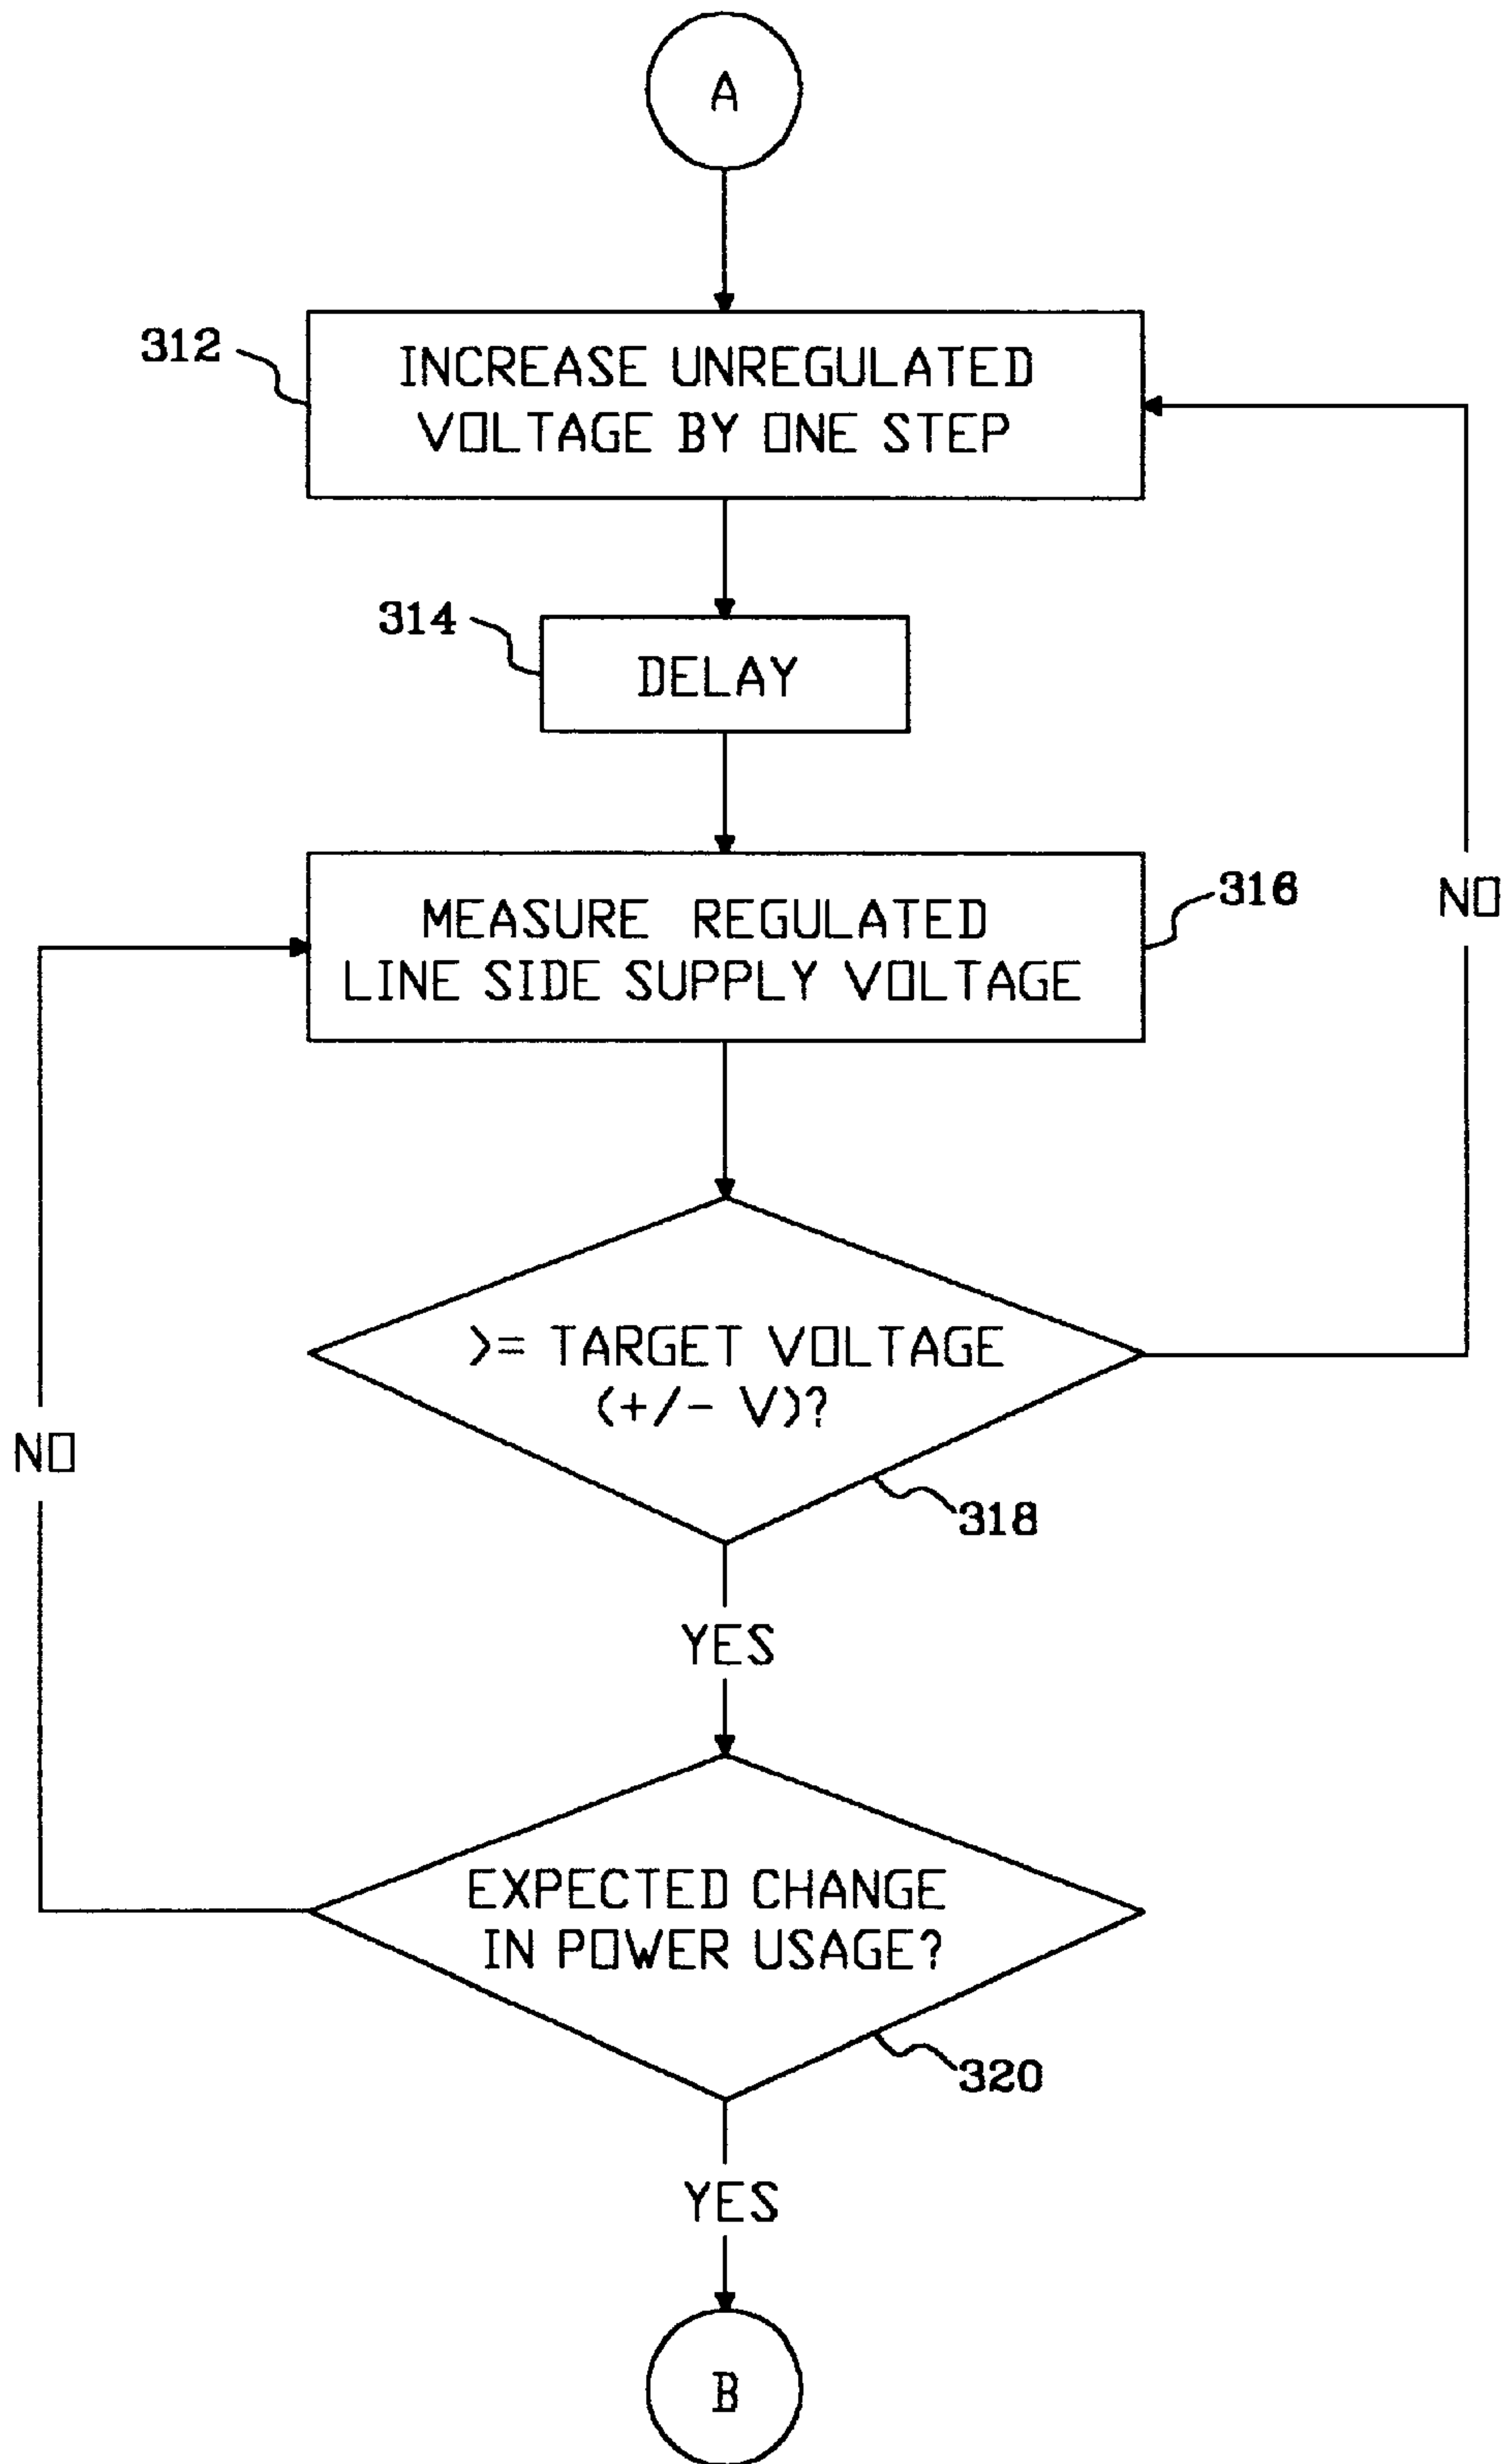 A
312
INCREASE UNREGULATED
VOLTAGE BY ONE STEP
314
DELAY
316
MEASURE REGULATED
LINE SIDE SUPPLY VOLTAGE
NO
>= TARGET VOLTAGE
(+/- V)?
NO
318
YES
EXPECTED CHANGE
IN POWER USAGE?
320
YES
B